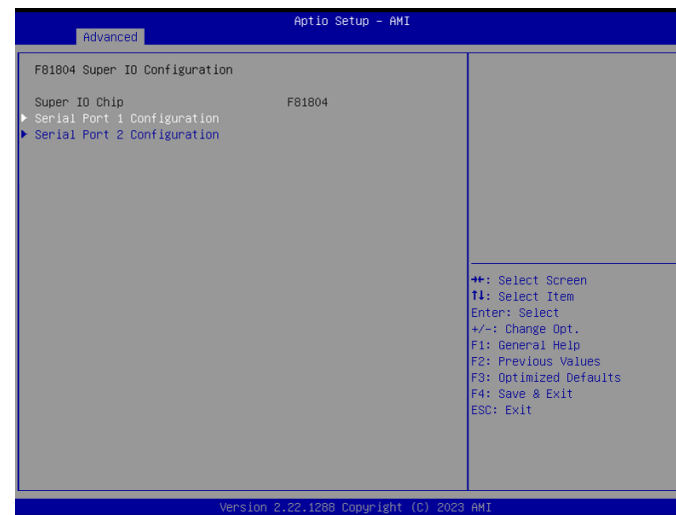 Aptio Setup – AMI
Advanced
F81804 Super IO Configuration
Super IO Chip F81804
Serial Port 1 Configuration
Serial Port 2 Configuration
→←: Select Screen
↑↓: Select Item
Enter: Select
+/-: Change Opt.
F1: General Help
F2: Previous Values
F3: Optimized Defaults
F4: Save & Exit
ESC: Exit
Version 2.22.1288 Copyright (C) 2023 AMI